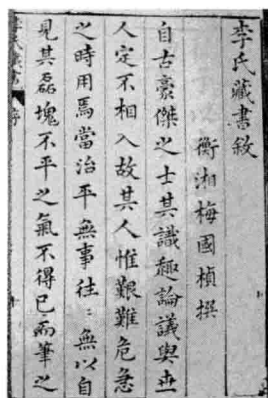 李氏藏書敘
衡湘梅國楨撰
自古豪傑之士其識趣論議與世
人定不相入故其人惟艱難危急
之時用焉當治平無事往〻無以自
見其磊塊不平之氣不得已而筆之